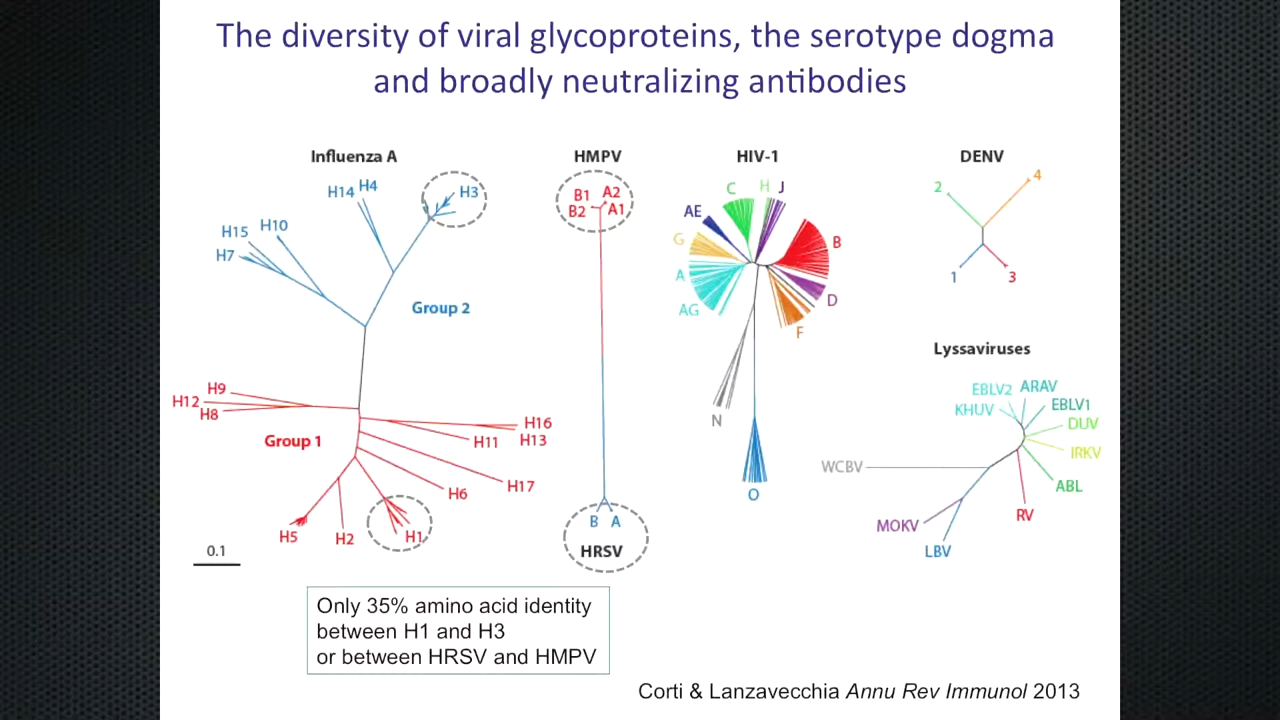 The diversity of viral glycoproteins, the serotype dogma
and broadly neutralizing antibodies
Influenza A
H14
H4
H3
H15
H10
H7
Group 2
H9
H12
H8
Group 1
H16
H11
H13
H17
H6
H5
H2
H1
0.1
HMPV
B1
A2
B2
A1
B
A
HRSV
HIV-1
C
H
J
AE
G
B
A
D
AG
F
N
O
DENV
2
4
1
3
Lyssaviruses
EBLV2
ARAV
KHUV
EBLV1
DUV
IRKV
WCBV
ABL
RV
MOKV
LBV
Only 35% amino acid identity
between H1 and H3
or between HRSV and HMPV
Corti & Lanzavecchia Annu Rev Immunol 2013